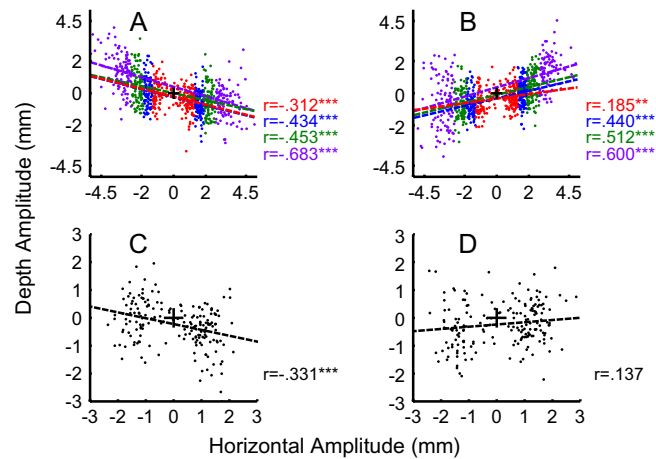 A
B
4.5
2
0
-2
-4.5
4.5
2
0
-2
-4.5
r=-.312***
r=-.434***
r=-.453***
r=-.683***
r=.185**
r=.440***
r=.512***
r=.600***
-4.5 -2 0 2 4.5
-4.5 -2 0 2 4.5
Depth Amplitude (mm)
C
D
3
2
1
0
-1
-2
-3
3
2
1
0
-1
-2
-3
r=-.331***
r=.137
-3 -2 -1 0 1 2 3
-3 -2 -1 0 1 2 3
Horizontal Amplitude (mm)